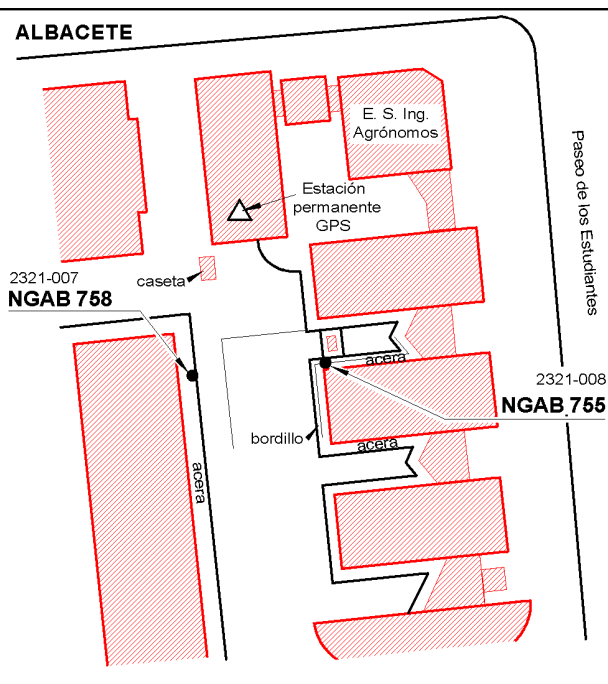 ALBACETE
E. S. Ing.
Agrónomos
Paseo de los Estudiantes
Estación
permanente
GPS
caseta
2321-007
NGAB 758
acera
2321-008
NGAB 755
bordillo
acera
acera